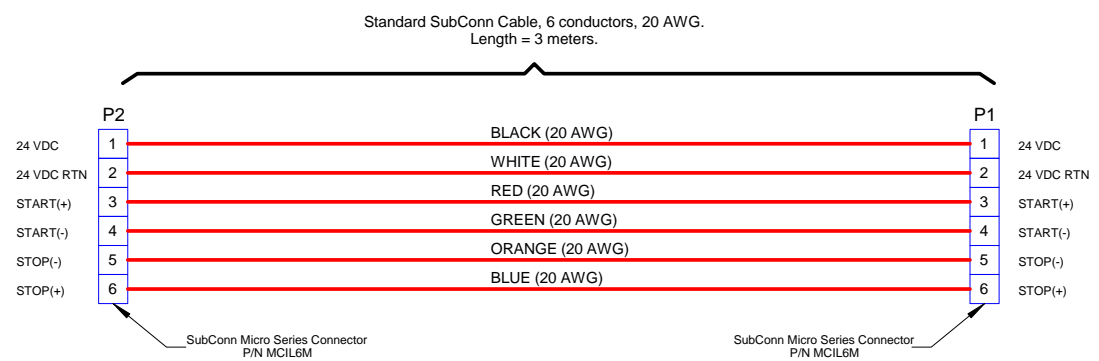 Standard SubConn Cable, 6 conductors, 20 AWG.
Length = 3 meters.
P2 P1
24 VDC 1 BLACK (20 AWG) 1 24 VDC
24 VDC RTN 2 WHITE (20 AWG) 2 24 VDC RTN
START(+) 3 RED (20 AWG) 3 START(+)
START(-) 4 GREEN (20 AWG) 4 START(-)
STOP(-) 5 ORANGE (20 AWG) 5 STOP(-)
STOP(+) 6 BLUE (20 AWG) 6 STOP(+)
SubConn Micro Series Connector
P/N MCIL6M
SubConn Micro Series Connector
P/N MCIL6M